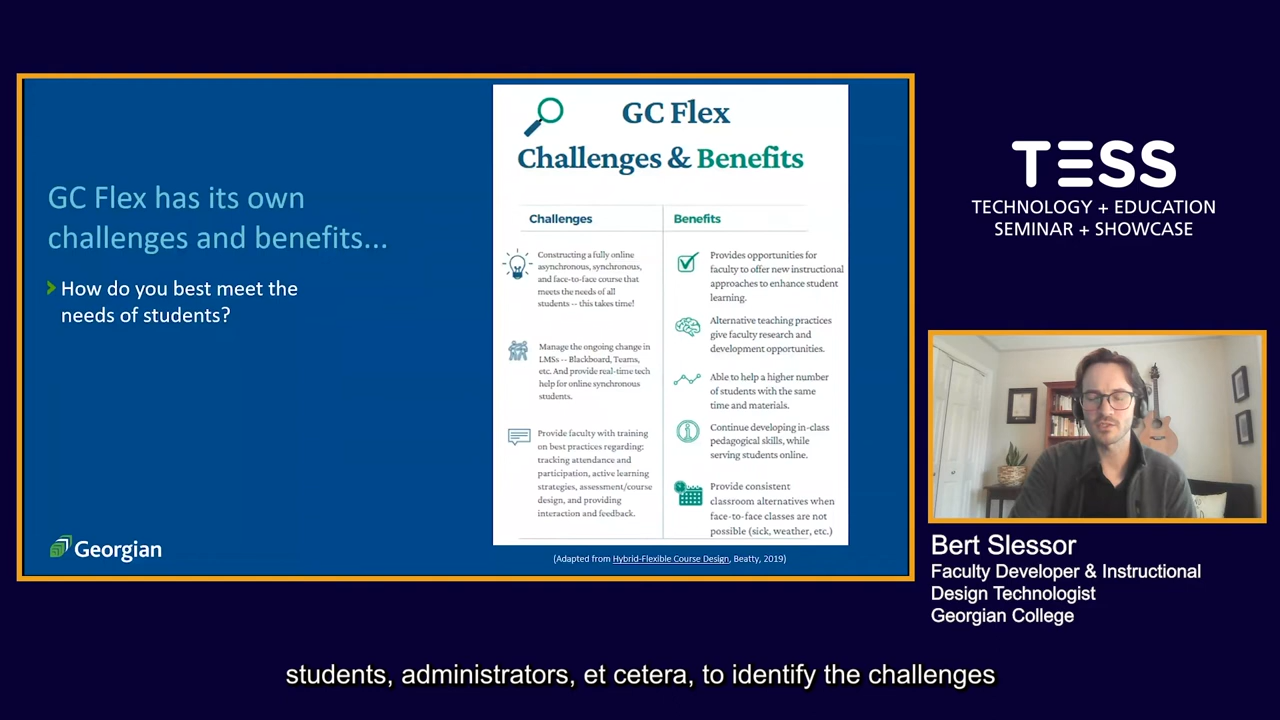 GC Flex has its own
challenges and benefits...
How do you best meet the
needs of students?
Georgian
GC Flex
Challenges & Benefits
Challenges
Constructing a fully online
asynchronous, synchronous,
and face-to-face course that
meets the needs of all
students -- this takes time!
Manage the ongoing change in
LMSs -- Blackboard, Teams,
etc. And provide real-time tech
help for online synchronous
students.
Provide faculty with training
on best practices regarding:
tracking attendance and
participation, active learning
strategies, assessment/course
design, and providing
interaction and feedback.
Benefits
Provides opportunities for
faculty to offer new instructional
approaches to enhance student
learning.
Alternative teaching practices
give faculty research and
development opportunities.
Able to help a higher number
of students with the same
time and materials.
Continue developing in-class
pedagogical skills, while
serving students online.
Provide consistent
classroom alternatives when
face-to-face classes are not
possible (sick, weather, etc.)
(Adapted from Hybrid-Flexible Course Design, Beatty, 2019)
TESS
TECHNOLOGY + EDUCATION
SEMINAR + SHOWCASE
Bert Slessor
Faculty Developer & Instructional
Design Technologist
Georgian College
students, administrators, et cetera, to identify the challenges